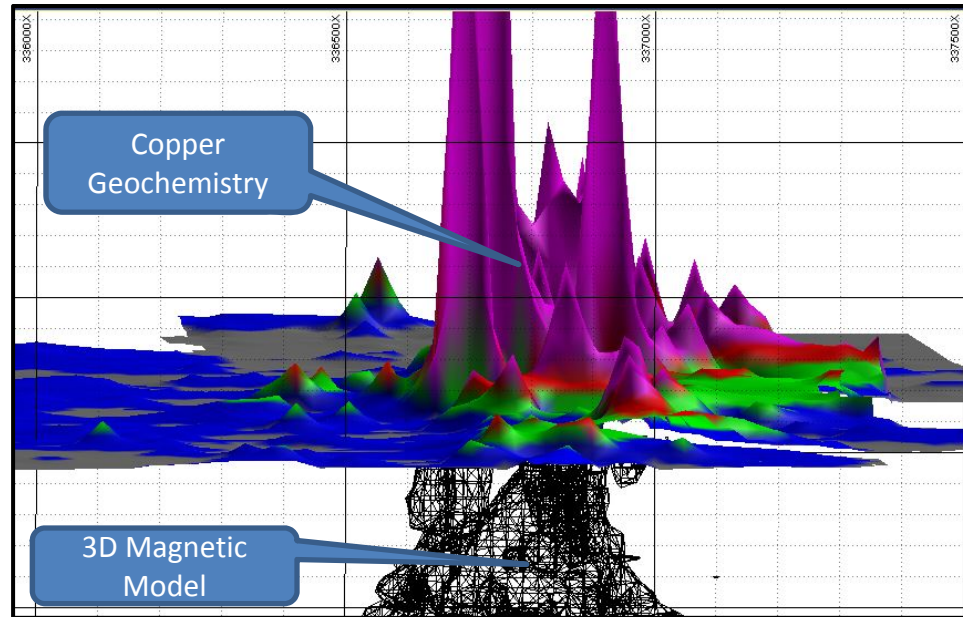 336000X
336500X
337000X
337500X
Copper
Geochemistry
3D Magnetic
Model